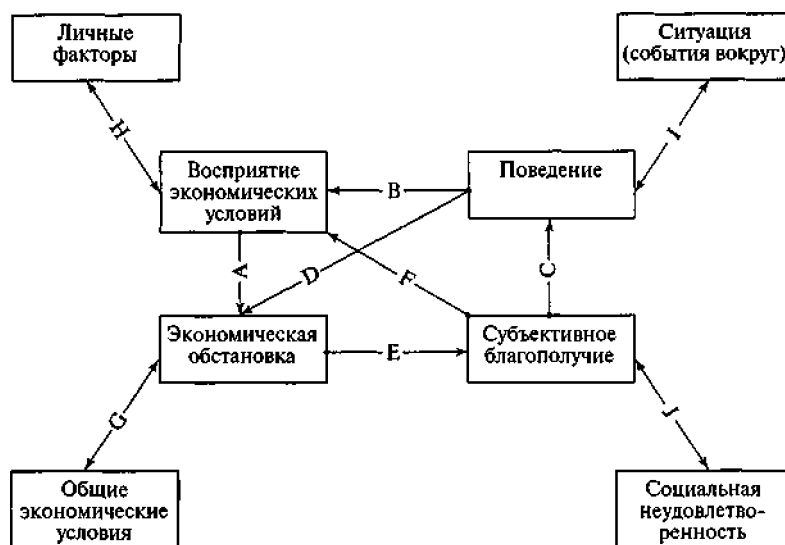 Личные
факторы
Ситуация
(события вокруг)
H
I
Восприятие
экономических
условий
B
Поведение
A
D
F
C
Экономическая
обстановка
E
Субъективное
благополучие
G
J
Общие
экономические
условия
Социальная
неудовлетво-
ренность